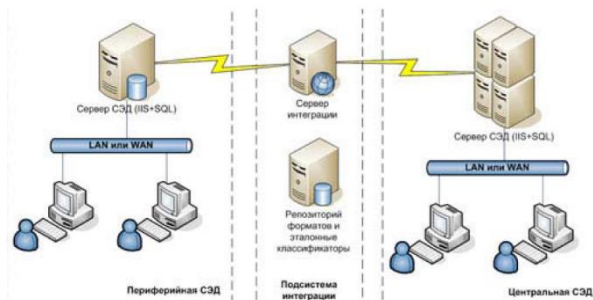 Сервер СЭД (IIS+SQL)
LAN или WAN
Периферийная СЭД
Сервер
интеграции
Репозиторий
форматов и
эталонные
классификаторы
Подсистема
интеграции
Сервер СЭД (IIS+SQL)
LAN или WAN
Центральная СЭД